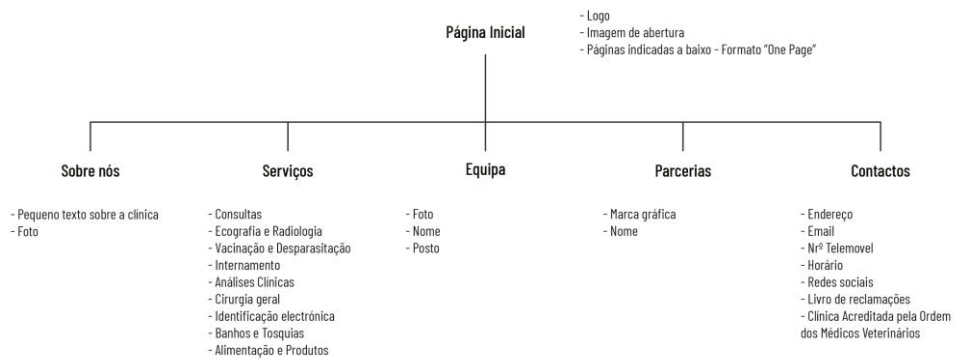 Página Inicial
- Logo
- Imagem de abertura
- Páginas indicadas a baixo - Formato "One Page"
Sobre nós
- Pequeno texto sobre a clínica
- Foto
Serviços
- Consultas
- Ecografia e Radiologia
- Vacinação e Desparasitação
- Internamento
- Análises Clínicas
- Cirurgia geral
- Identificação electrónica
- Banhos e Tosquias
- Alimentação e Produtos
Equipa
- Foto
- Nome
- Posto
Parcerias
- Marca gráfica
- Nome
Contactos
- Endereço
- Email
- Nrº Telemovel
- Horário
- Redes sociais
- Livro de reclamações
- Clínica Acreditada pela Ordem
dos Médicos Veterinários